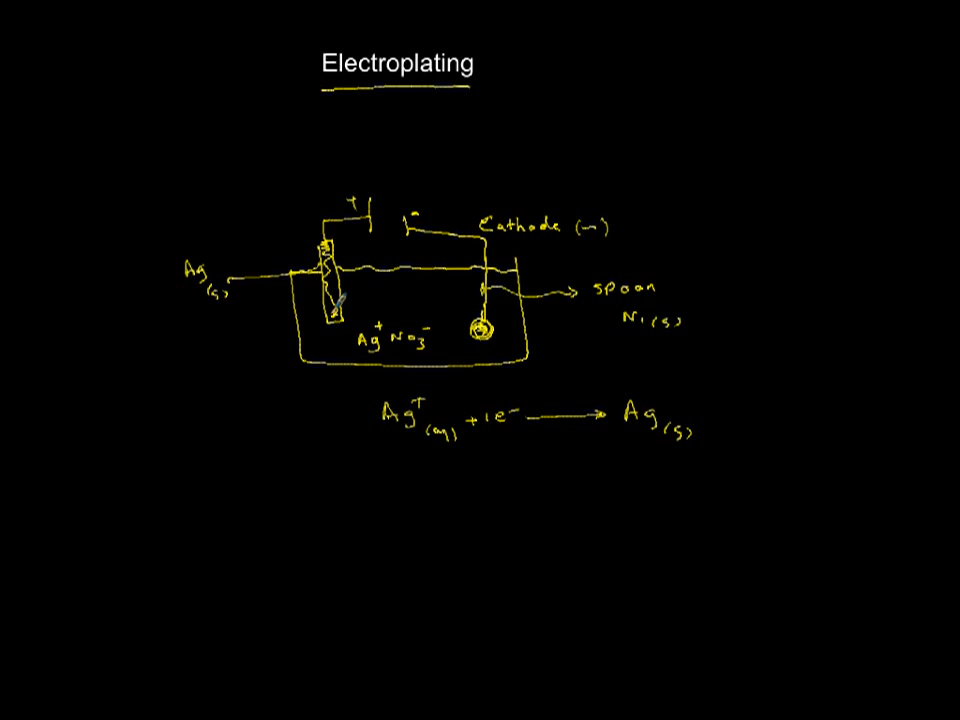 Electroplating
+ -
Cathode (-)
Ag (s)
spoon
Ni (s)
Ag⁺ NO₃⁻
Ag⁺ (aq) + 1e⁻ → Ag (s)